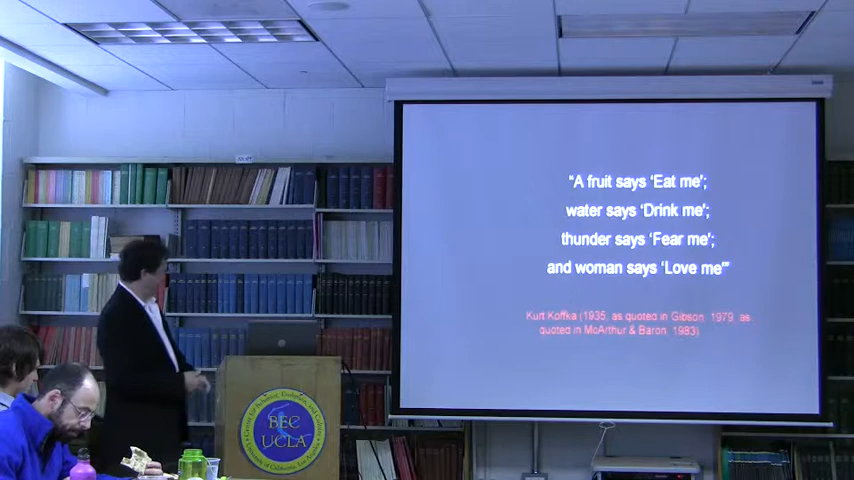 “A fruit says ‘Eat me’;
water says ‘Drink me’;
thunder says ‘Fear me’;
and woman says ‘Love me’”
Kurt Koffka (1935, as quoted in Gibson, 1979, as
quoted in McArthur & Baron, 1983)
BEC
UCLA